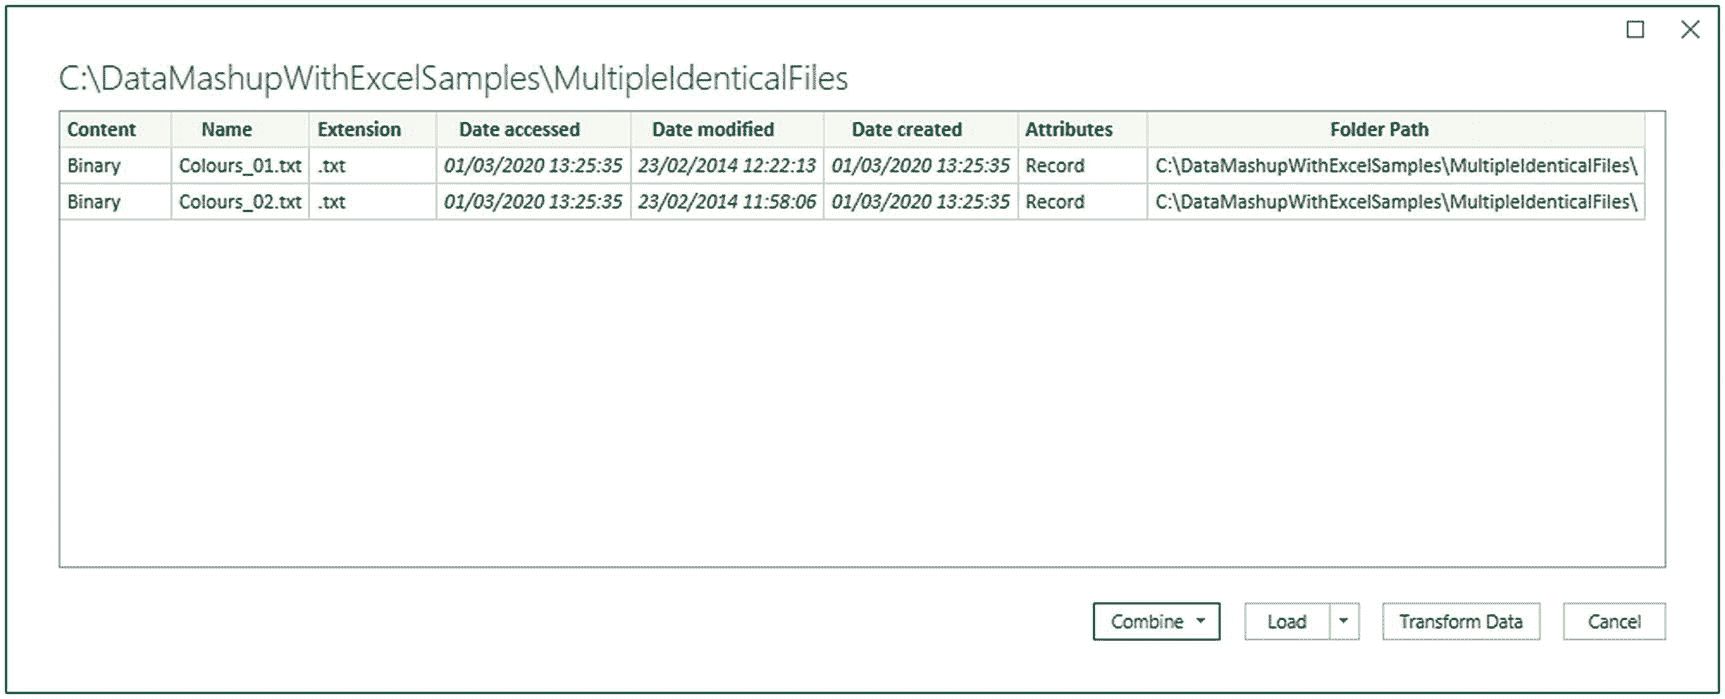 C:\DataMashupWithExcelSamples\MultipleIdenticalFiles
Content Name Extension Date accessed Date modified Date created Attributes Folder Path
Binary Colours_01.txt .txt 01/03/2020 13:25:35 23/02/2014 12:22:13 01/03/2020 13:25:35 Record C:\DataMashupWithExcelSamples\MultipleIdenticalFiles\
Binary Colours_02.txt .txt 01/03/2020 13:25:35 23/02/2014 11:58:06 01/03/2020 13:25:35 Record C:\DataMashupWithExcelSamples\MultipleIdenticalFiles\
Combine Load Transform Data Cancel